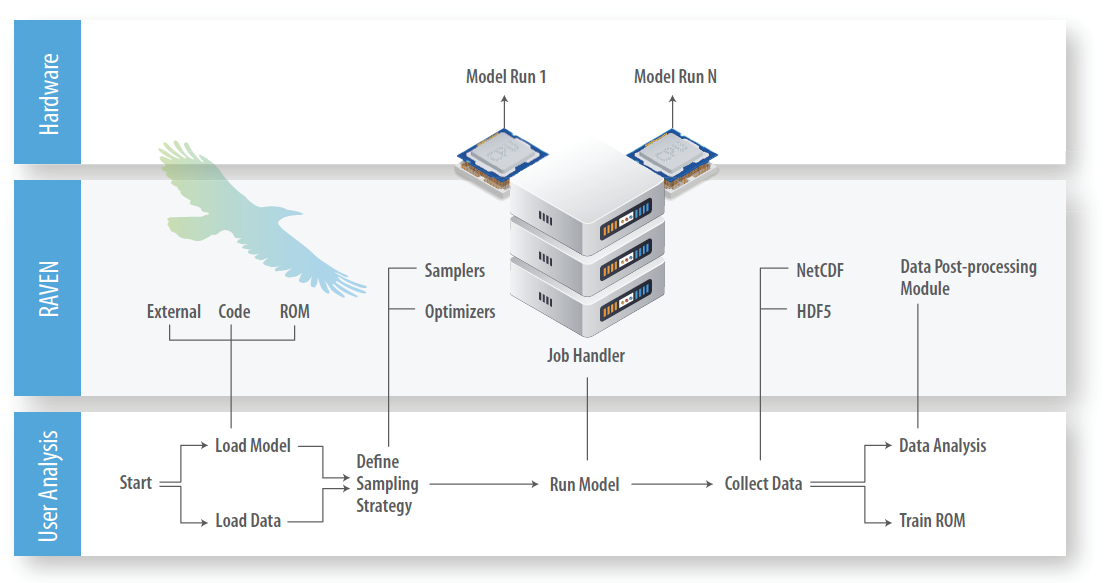 Hardware
Model Run 1
Model Run N
CPU
CPU
RAVEN
External
Code
ROM
Samplers
Optimizers
Job Handler
NetCDF
HDF5
Data Post-processing
Module
User Analysis
Start
Load Model
Load Data
Define
Sampling
Strategy
Run Model
Collect Data
Data Analysis
Train ROM